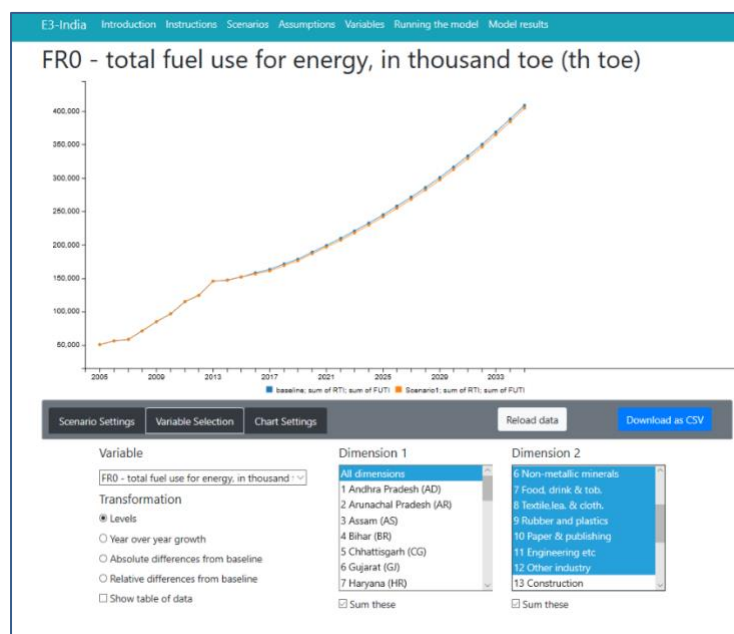 E3-India Introduction Instructions Scenarios Assumptions Variables Running the model Model results
FR0 - total fuel use for energy, in thousand toe (th toe)
400,000
350,000
300,000
250,000
200,000
150,000
100,000
50,000
2005 2009 2013 2017 2021 2025 2029 2033
baseline; sum of RTI; sum of FUTI Scenario1; sum of RTI; sum of FUTI
Scenario Settings Variable Selection Chart Settings Reload data Download as CSV
Variable Dimension 1 Dimension 2
FR0 - total fuel use for energy, in thousand
Transformation
Levels
Year over year growth
Absolute differences from baseline
Relative differences from baseline
Show table of data
All dimensions
1 Andhra Pradesh (AD)
2 Arunachal Pradesh (AR)
3 Assam (AS)
4 Bihar (BR)
5 Chhattisgarh (CG)
6 Gujarat (GJ)
7 Haryana (HR)
Sum these
6 Non-metallic minerals
7 Food, drink & tob.
8 Textile,lea. & cloth.
9 Rubber and plastics
10 Paper & publishing
11 Engineering etc
12 Other industry
13 Construction
Sum these